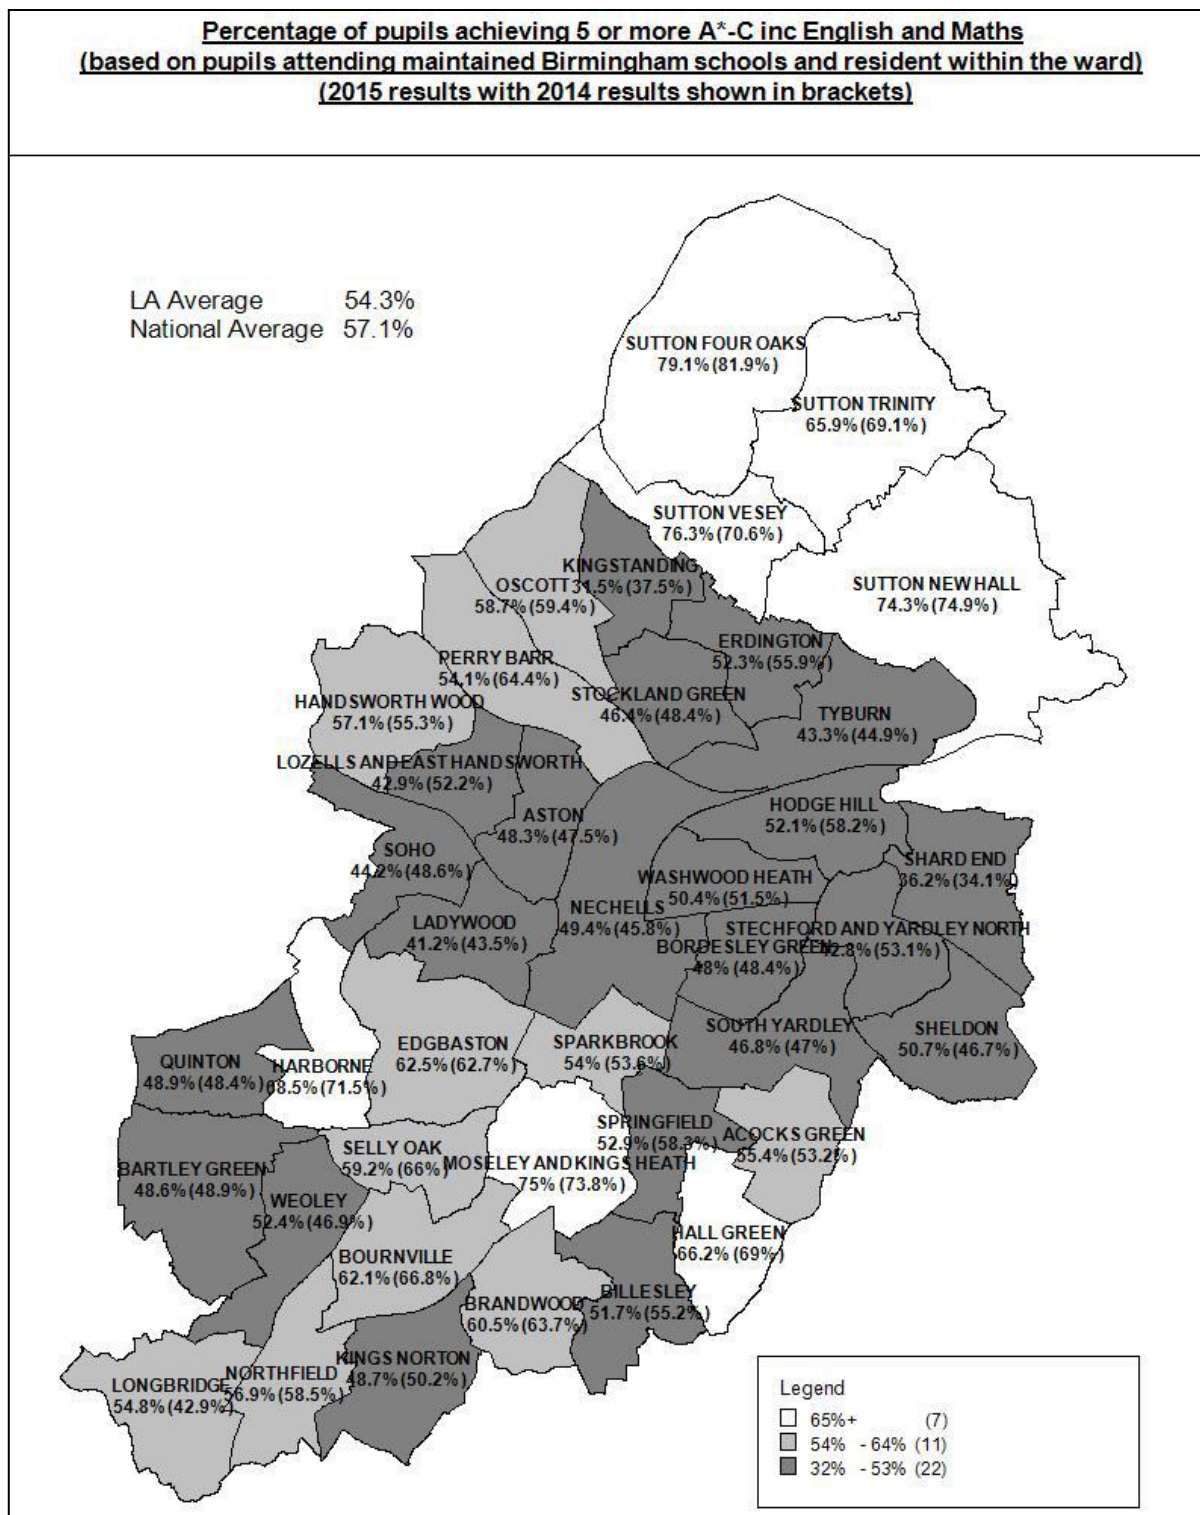 Percentage of pupils achieving 5 or more A*-C inc English and Maths
(based on pupils attending maintained Birmingham schools and resident within the ward)
(2015 results with 2014 results shown in brackets)
LA Average 54.3%
National Average 57.1%
SUTTON FOUR OAKS
79.1% (81.9%)
SUTTON TRINITY
65.9% (69.1%)
SUTTON VESEY
76.3% (70.6%)
SUTTON NEW HALL
74.3% (74.9%)
KINGSTANDING
31.5% (37.5%)
OSCOTT
58.7% (59.4%)
ERDINGTON
52.3% (55.9%)
PERRY BARR
54.1% (64.4%)
STOCKLAND GREEN
46.4% (48.4%)
HANDSWORTH WOOD
57.1% (55.3%)
TYBURN
43.3% (44.9%)
LOZELLS AND EAST HANDSWORTH
42.9% (52.2%)
HODGE HILL
52.1% (58.2%)
ASTON
48.3% (47.5%)
SOHO
44.2% (48.6%)
SHARD END
36.2% (34.1%)
WASHWOOD HEATH
50.4% (51.5%)
NECHELLS
49.4% (45.8%)
LADYWOOD
41.2% (43.5%)
STECHFORD AND YARDLEY NORTH
42.8% (53.1%)
BORDESLEY GREEN
48% (48.4%)
SOUTH YARDLEY
46.8% (47%)
SHELDON
50.7% (46.7%)
EDGBASTON
62.5% (62.7%)
SPARKBROOK
54% (53.6%)
QUINTON
48.9% (48.4%)
HARBORNE
68.5% (71.5%)
SPRINGFIELD
52.9% (58.3%)
ACOCKS GREEN
55.4% (53.2%)
SELLY OAK
59.2% (66%)
MOSELEY AND KINGS HEATH
75% (73.8%)
BARTLEY GREEN
48.6% (48.9%)
WEOLEY
52.4% (46.9%)
HALL GREEN
66.2% (69%)
BOURNVILLE
62.1% (66.8%)
BILLESLEY
51.7% (55.2%)
BRANDWOOD
60.5% (63.7%)
KINGS NORTON
48.7% (50.2%)
NORTHFIELD
56.9% (58.5%)
LONGBRIDGE
54.8% (42.9%)
Legend
65%+ (7)
54% - 64% (11)
32% - 53% (22)